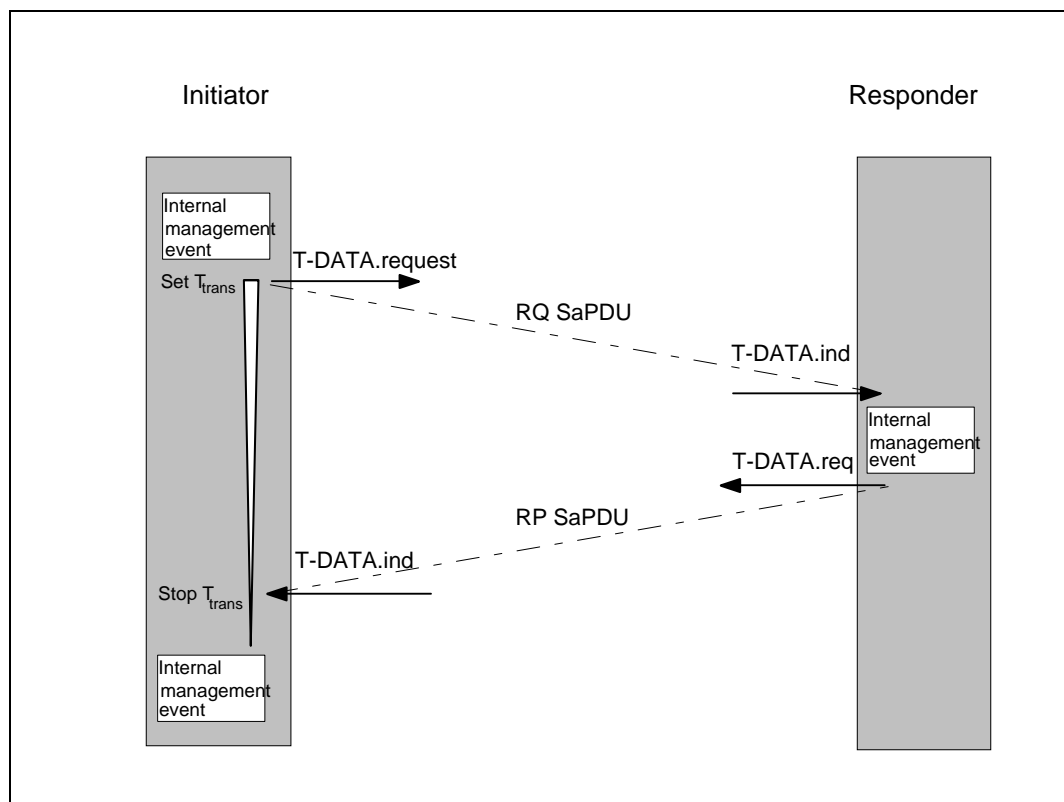 Initiator
Responder
Internal
management
event
T-DATA.request
Set Ttrans
RQ SaPDU
T-DATA.ind
Internal
management
event
T-DATA.req
RP SaPDU
T-DATA.ind
Stop Ttrans
Internal
management
event